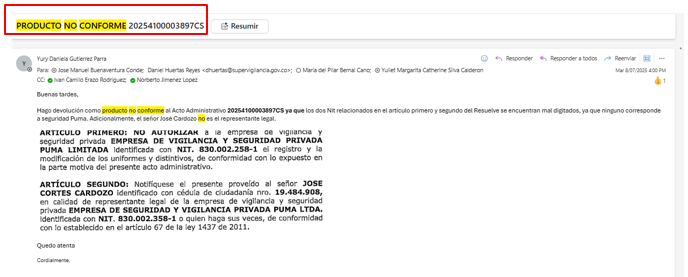 PRODUCTO NO CONFORME 20254100003897CS
Resumir
Yury Daniela Gutierrez Parra
Y
Responder
Responder a todos
Reenviar
Para: Jose Manuel Buenaventura Conde; Daniel Huertas Reyes <dhuertas@supervigilancia.gov.co>; Maria del Pilar Bernal Cano; Yuliet Margarita Catherine Silva Calderon
Mar 8/07/2025 4:00 PM
CC: Ivan Camilo Erazo Rodriguez; Norberto Jimenez Lopez
1
Buenas tardes,
Hago devolución como producto no conforme al Acto Administrativo 20254100003897CS ya que los dos Nit relacionados en el artículo primero y segundo del Resuelve se encuentran mal digitados, ya que ninguno corresponde
a seguridad Puma. Adicionalmente, el señor José Cardozo no es el representante legal.
ARTÍCULO PRIMERO: NO AUTORIZAR a la empresa de vigilancia y
seguridad privada EMPRESA DE VIGILANCIA Y SEGURIDAD PRIVADA
PUMA LIMITADA identificada con NIT. 830.002.258-1 el registro y la
modificación de los uniformes y distintivos, de conformidad con lo expuesto en
la parte motiva del presente acto administrativo.
ARTÍCULO SEGUNDO: Notifíquese el presente proveído al señor JOSE
CORTES CARDOZO identificado con cédula de ciudadanía nro. 19.484.908,
en calidad de representante legal de la empresa de vigilancia y seguridad
privada EMPRESA DE SEGURIDAD Y VIGILANCIA PRIVADA PUMA LTDA.
identificada con NIT. 830.002.358-1 o quien haga sus veces, de conformidad
con lo establecido en el artículo 67 de la ley 1437 de 2011.
Quedo atenta
Cordialmente,